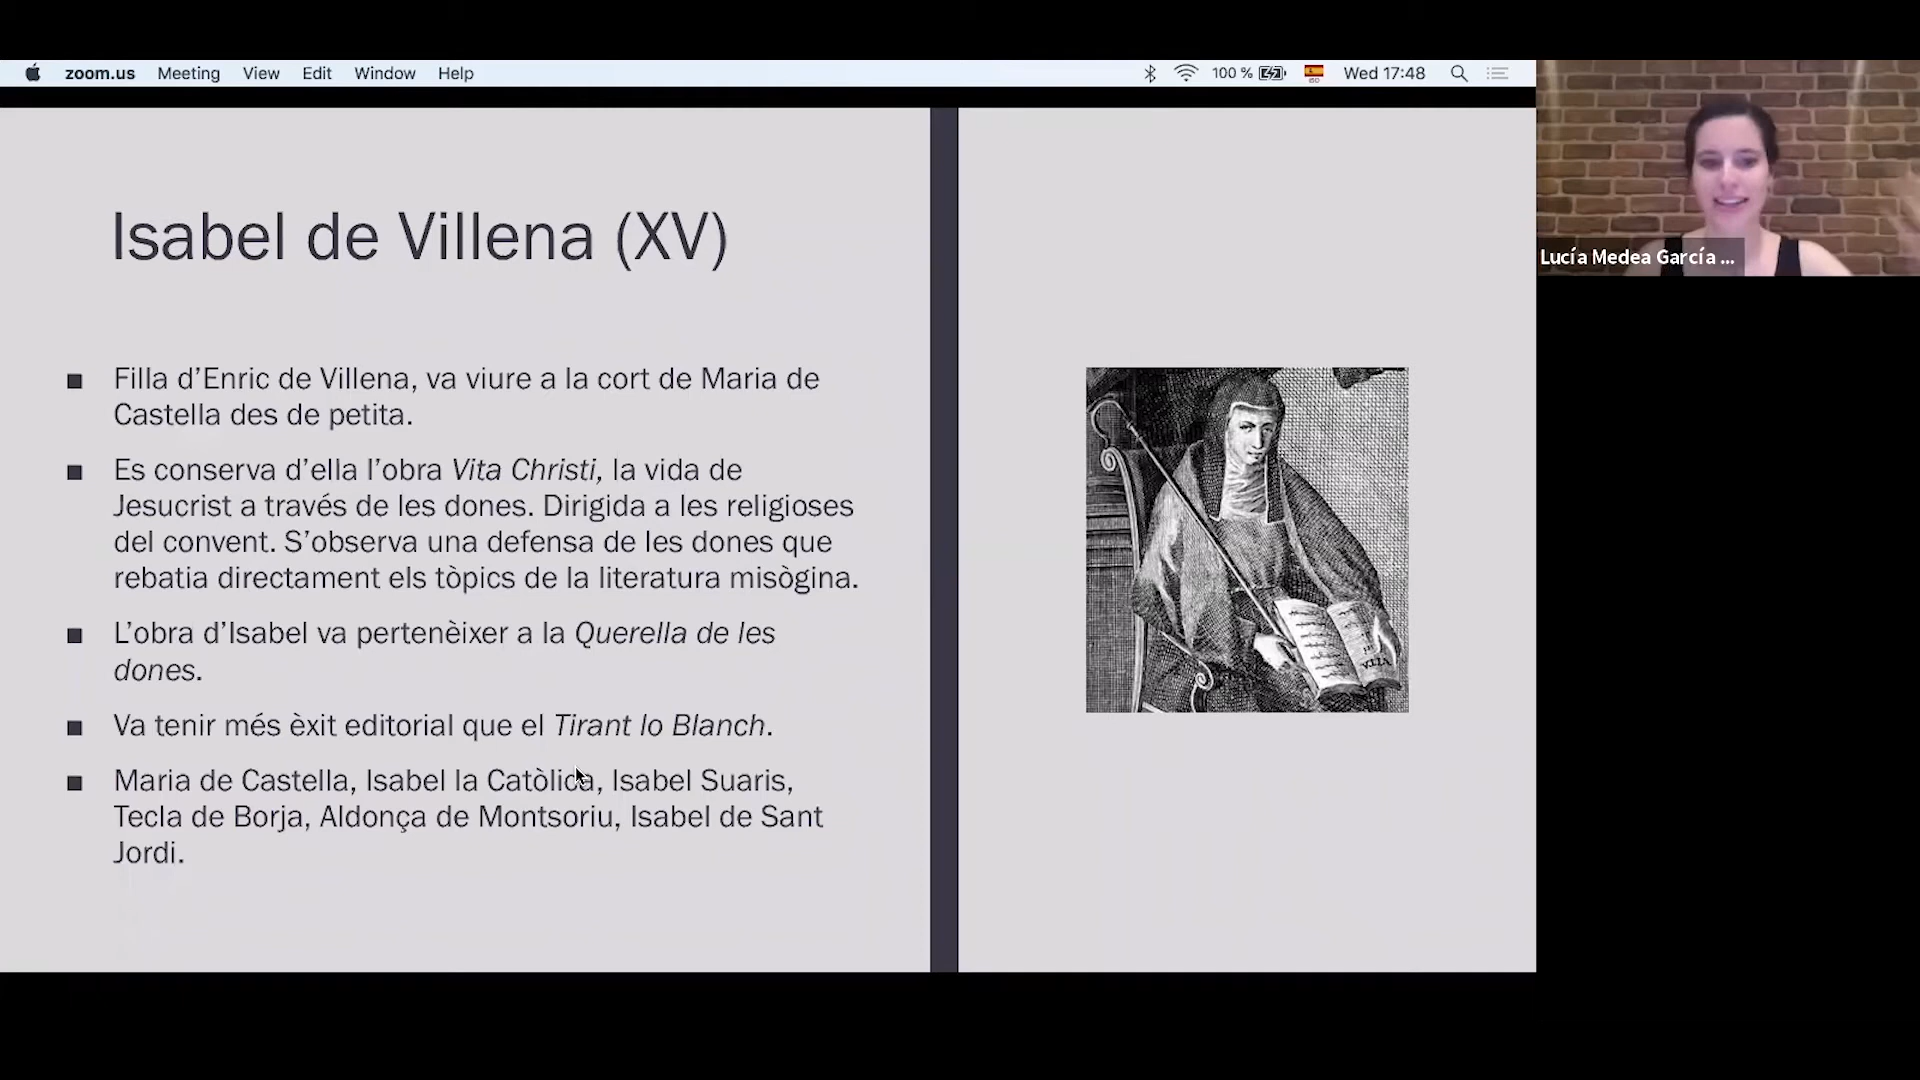 zoom.us Meeting View Edit Window Help 100 % Wed 17:48
Isabel de Villena (XV)
Filla d’Enric de Villena, va viure a la cort de Maria de
Castella des de petita.
Es conserva d’ella l’obra Vita Christi, la vida de
Jesucrist a través de les dones. Dirigida a les religioses
del convent. S’observa una defensa de les dones que
rebatia directament els tòpics de la literatura misògina.
L’obra d’Isabel va pertenèixer a la Querella de les
dones.
Va tenir més èxit editorial que el Tirant lo Blanch.
Maria de Castella, Isabel la Catòlica, Isabel Suaris,
Tecla de Borja, Aldonça de Montsoriu, Isabel de Sant
Jordi.
VITA
Lucía Medea García ...